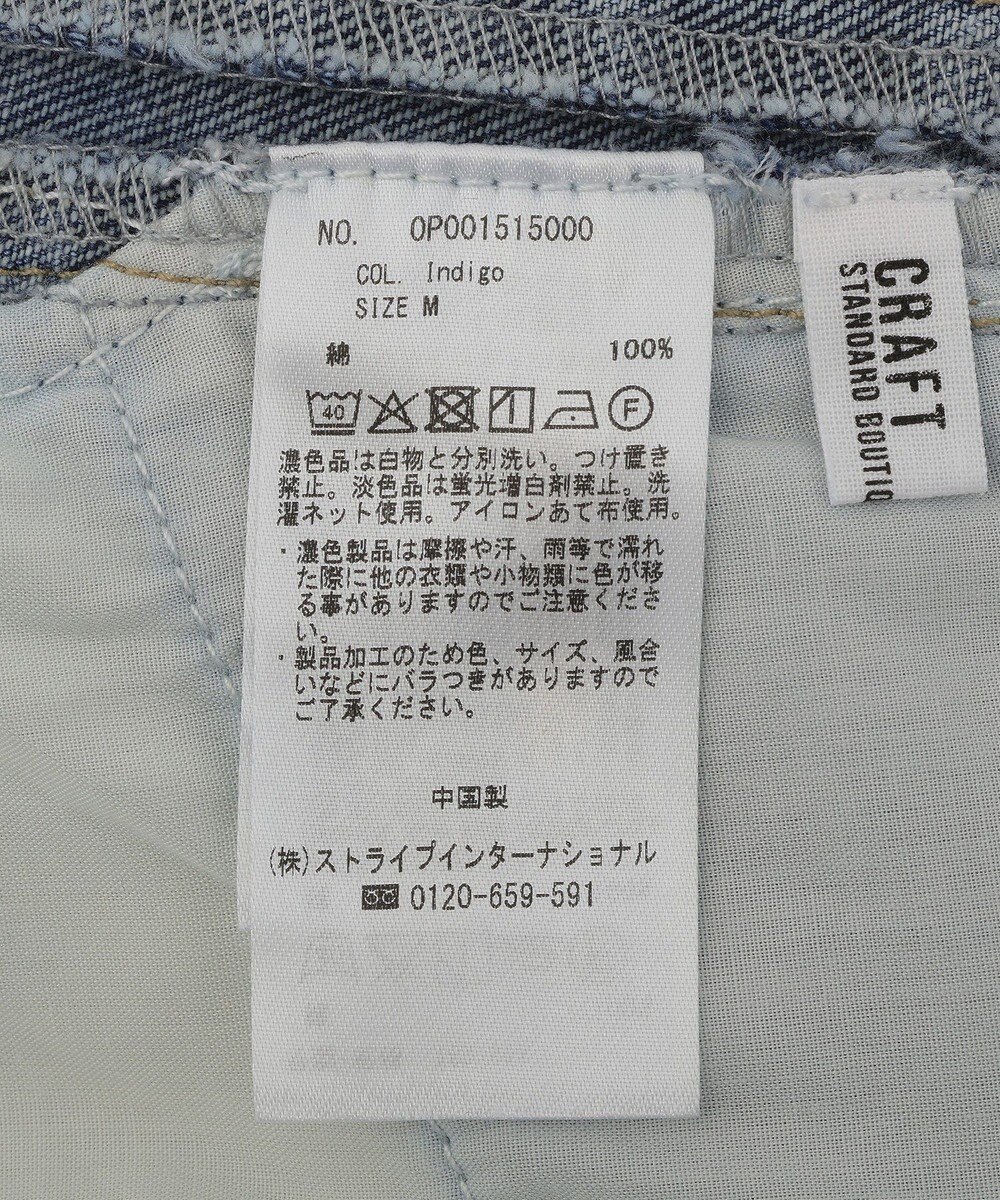 NO. 0P001515000
COL. Indigo
SIZE M
綿 100%
40
F
濃色品は白物と分別洗い。つけ置き
禁止。淡色品は蛍光増白剤禁止。洗
濯ネット使用。アイロンあて布使用。
・濃色製品は摩擦や汗、雨等で濡れ
た際に他の衣類や小物類に色が移
る事がありますのでご注意くださ
い。
・製品加工のため色、サイズ、風合
いなどにバラつきがありますので
ご了承ください。
中国製
(株)ストライプインターナショナル
0120-659-591
CRAFT
STANDARD BOUTIQ